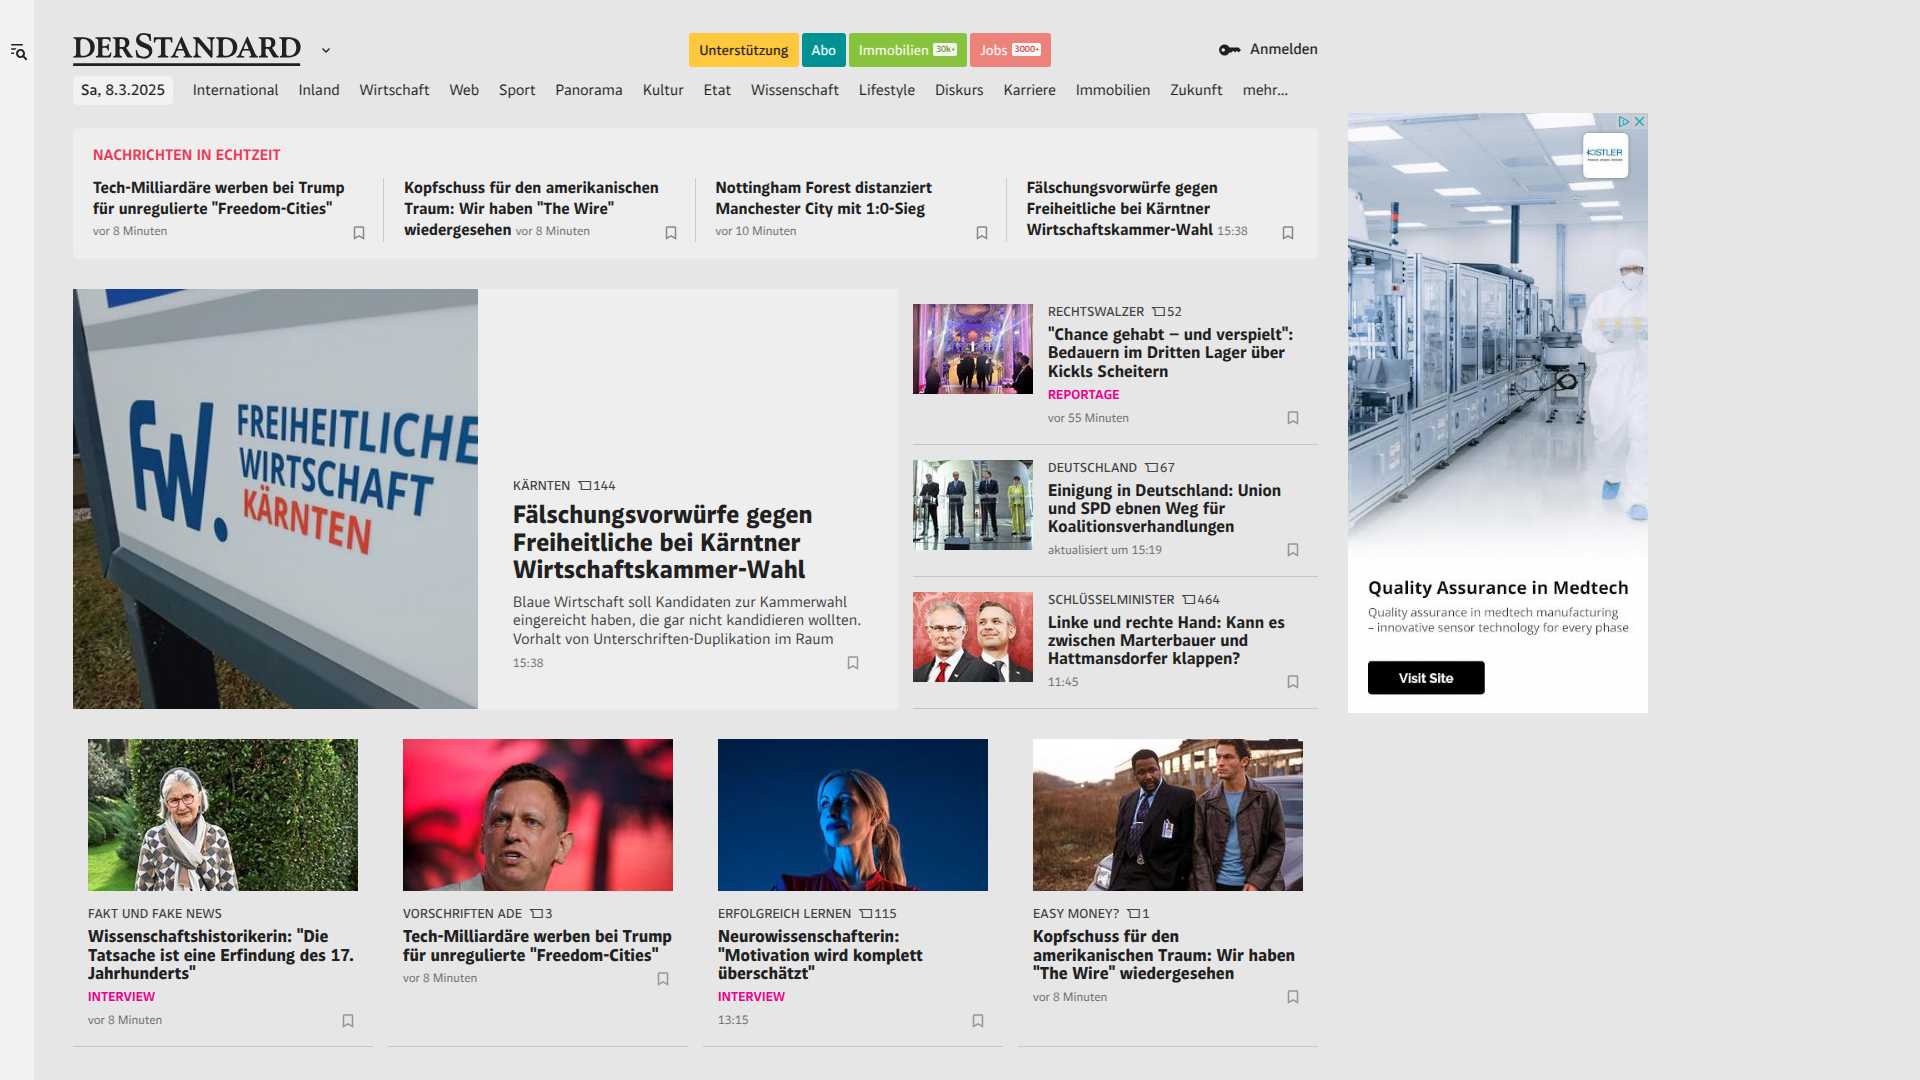 DERSTANDARD
Unterstützung
Abo
Immobilien 30k+
Jobs 3000+
Anmelden
Sa, 8.3.2025
International
Inland
Wirtschaft
Web
Sport
Panorama
Kultur
Etat
Wissenschaft
Lifestyle
Diskurs
Karriere
Immobilien
Zukunft
mehr...
NACHRICHTEN IN ECHTZEIT
Tech-Milliardäre werben bei Trump
für unregulierte "Freedom-Cities"
vor 8 Minuten
Kopfschuss für den amerikanischen
Traum: Wir haben "The Wire"
wiedergesehen vor 8 Minuten
Nottingham Forest distanziert
Manchester City mit 1:0-Sieg
vor 10 Minuten
Fälschungsvorwürfe gegen
Freiheitliche bei Kärntner
Wirtschaftskammer-Wahl 15:38
FW.
FREIHEITLICHE
WIRTSCHAFT
KÄRNTEN
KÄRNTEN 144
Fälschungsvorwürfe gegen
Freiheitliche bei Kärntner
Wirtschaftskammer-Wahl
Blaue Wirtschaft soll Kandidaten zur Kammerwahl
eingereicht haben, die gar nicht kandidieren wollten.
Vorhalt von Unterschriften-Duplikation im Raum
15:38
RECHTSWALZER 52
"Chance gehabt – und verspielt":
Bedauern im Dritten Lager über
Kickls Scheitern
REPORTAGE
vor 55 Minuten
DEUTSCHLAND 67
Einigung in Deutschland: Union
und SPD ebnen Weg für
Koalitionsverhandlungen
aktualisiert um 15:19
SCHLÜSSELMINISTER 464
Linke und rechte Hand: Kann es
zwischen Marterbauer und
Hattmansdorfer klappen?
11:45
KISTLER
Quality Assurance in Medtech
Quality assurance in medtech manufacturing
– innovative sensor technology for every phase
Visit Site
FAKT UND FAKE NEWS
Wissenschaftshistorikerin: "Die
Tatsache ist eine Erfindung des 17.
Jahrhunderts"
INTERVIEW
vor 8 Minuten
VORSCHRIFTEN ADE 3
Tech-Milliardäre werben bei Trump
für unregulierte "Freedom-Cities"
vor 8 Minuten
ERFOLGREICH LERNEN 115
Neurowissenschafterin:
"Motivation wird komplett
überschätzt"
INTERVIEW
13:15
EASY MONEY? 1
Kopfschuss für den
amerikanischen Traum: Wir haben
"The Wire" wiedergesehen
vor 8 Minuten